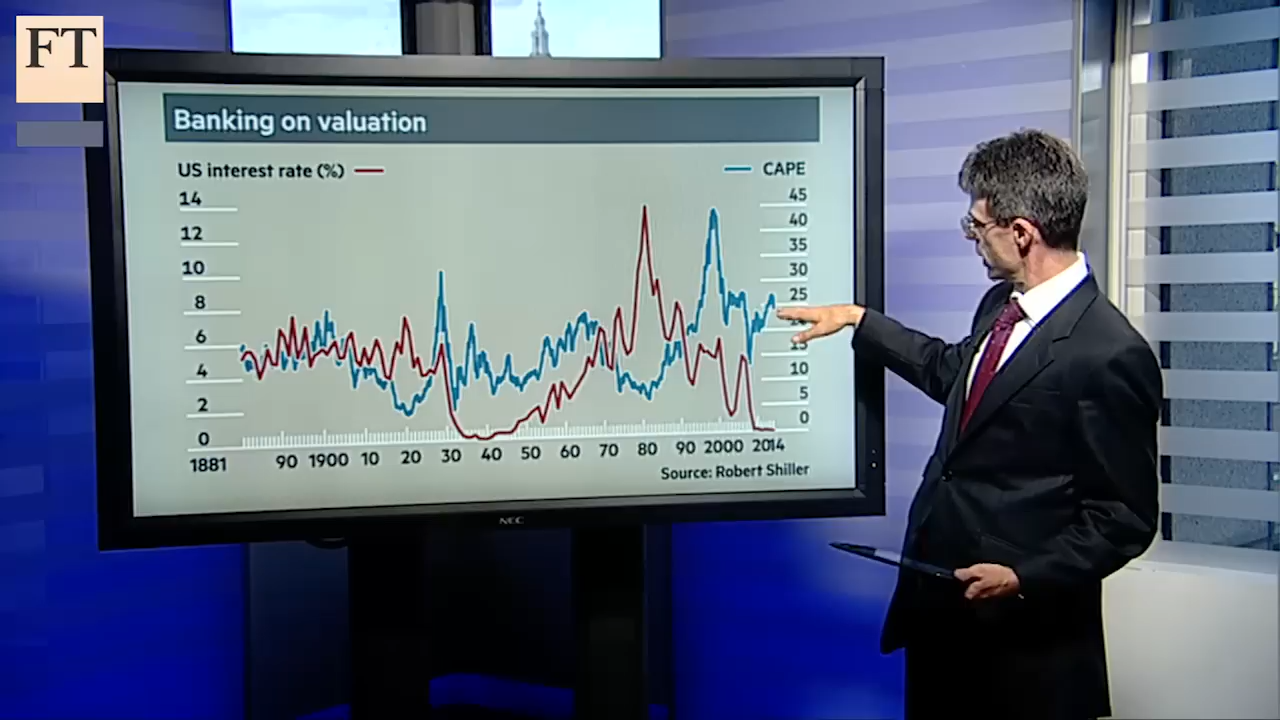 FT
Banking on valuation
US interest rate (%)
CAPE
14
12
10
8
6
4
2
0
45
40
35
30
25
15
10
5
0
1881 90 1900 10 20 30 40 50 60 70 80 90 2000 2014
Source: Robert Shiller
NEC